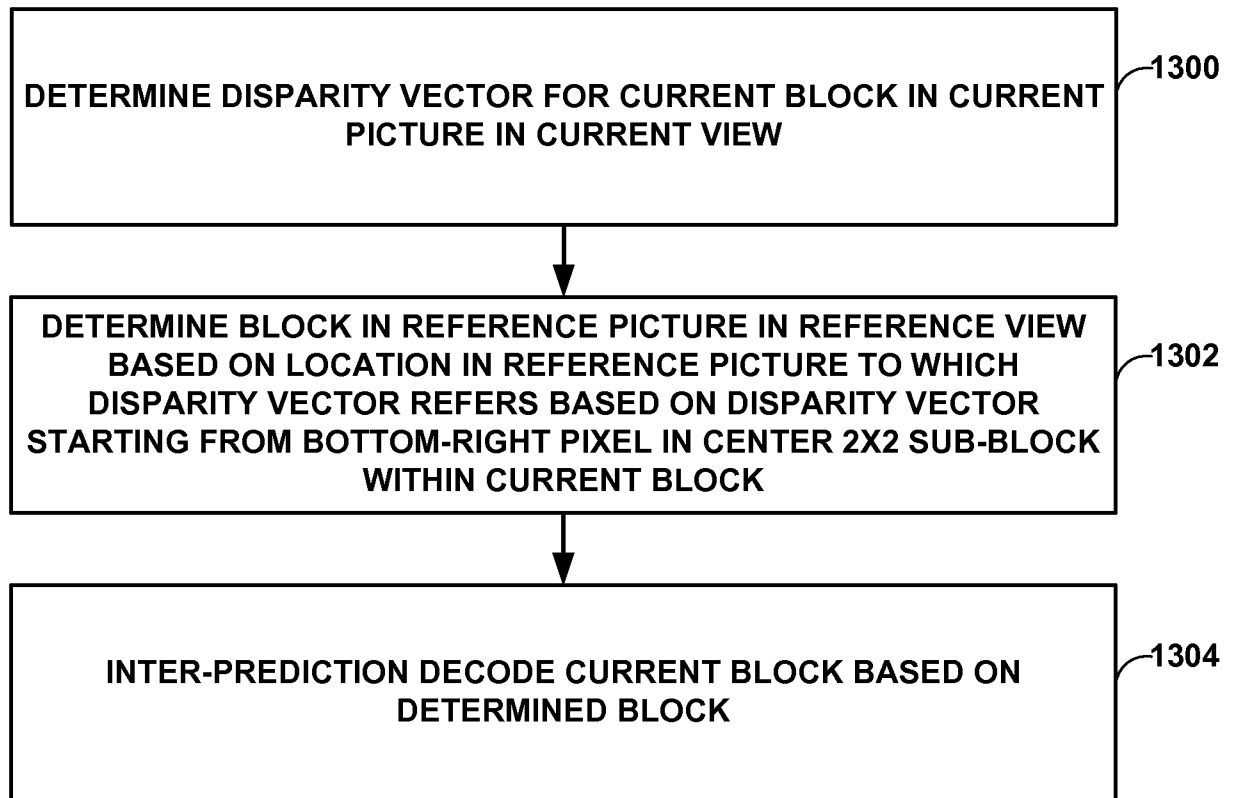 DETERMINE DISPARITY VECTOR FOR CURRENT BLOCK IN CURRENT
PICTURE IN CURRENT VIEW
1300
DETERMINE BLOCK IN REFERENCE PICTURE IN REFERENCE VIEW
BASED ON LOCATION IN REFERENCE PICTURE TO WHICH
DISPARITY VECTOR REFERS BASED ON DISPARITY VECTOR
STARTING FROM BOTTOM-RIGHT PIXEL IN CENTER 2X2 SUB-BLOCK
WITHIN CURRENT BLOCK
1302
INTER-PREDICTION DECODE CURRENT BLOCK BASED ON
DETERMINED BLOCK
1304